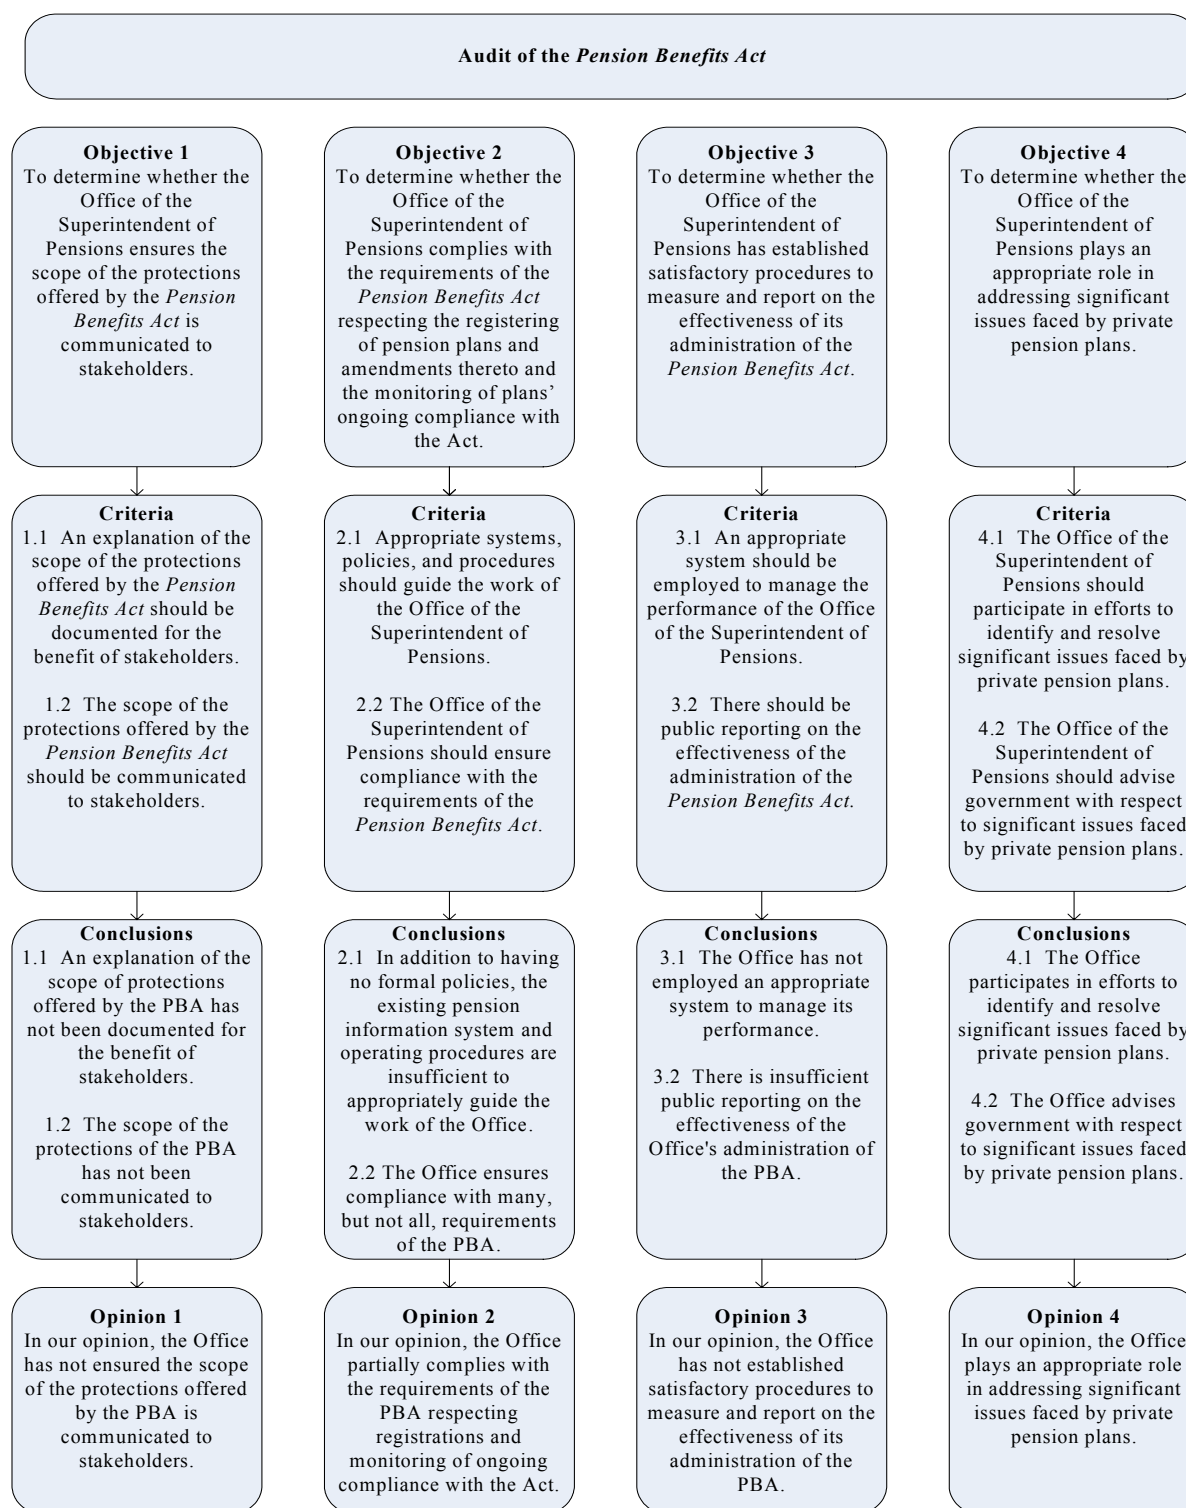 Audit of the Pension Benefits Act
Objective 1
To determine whether the
Office of the
Superintendent of
Pensions ensures the
scope of the protections
offered by the Pension
Benefits Act is
communicated to
stakeholders.
Objective 2
To determine whether the
Office of the
Superintendent of
Pensions complies with
the requirements of the
Pension Benefits Act
respecting the registering
of pension plans and
amendments thereto and
the monitoring of plans’
ongoing compliance with
the Act.
Objective 3
To determine whether the
Office of the
Superintendent of
Pensions has established
satisfactory procedures to
measure and report on the
effectiveness of its
administration of the
Pension Benefits Act.
Objective 4
To determine whether the
Office of the
Superintendent of
Pensions plays an
appropriate role in
addressing significant
issues faced by private
pension plans.
Criteria
1.1 An explanation of the
scope of the protections
offered by the Pension
Benefits Act should be
documented for the
benefit of stakeholders.
1.2 The scope of the
protections offered by the
Pension Benefits Act
should be communicated
to stakeholders.
Criteria
2.1 Appropriate systems,
policies, and procedures
should guide the work of
the Office of the
Superintendent of
Pensions.
2.2 The Office of the
Superintendent of
Pensions should ensure
compliance with the
requirements of the
Pension Benefits Act.
Criteria
3.1 An appropriate
system should be
employed to manage the
performance of the Office
of the Superintendent of
Pensions.
3.2 There should be
public reporting on the
effectiveness of the
administration of the
Pension Benefits Act.
Criteria
4.1 The Office of the
Superintendent of
Pensions should
participate in efforts to
identify and resolve
significant issues faced by
private pension plans.
4.2 The Office of the
Superintendent of
Pensions should advise
government with respect
to significant issues faced
by private pension plans.
Conclusions
1.1 An explanation of the
scope of protections
offered by the PBA has
not been documented for
the benefit of
stakeholders.
1.2 The scope of the
protections of the PBA
has not been
communicated to
stakeholders.
Conclusions
2.1 In addition to having
no formal policies, the
existing pension
information system and
operating procedures are
insufficient to
appropriately guide the
work of the Office.
2.2 The Office ensures
compliance with many,
but not all, requirements
of the PBA.
Conclusions
3.1 The Office has not
employed an appropriate
system to manage its
performance.
3.2 There is insufficient
public reporting on the
effectiveness of the
Office's administration of
the PBA.
Conclusions
4.1 The Office
participates in efforts to
identify and resolve
significant issues faced by
private pension plans.
4.2 The Office advises
government with respect
to significant issues faced
by private pension plans.
Opinion 1
In our opinion, the Office
has not ensured the scope
of the protections offered
by the PBA is
communicated to
stakeholders.
Opinion 2
In our opinion, the Office
partially complies with
the requirements of the
PBA respecting
registrations and
monitoring of ongoing
compliance with the Act.
Opinion 3
In our opinion, the Office
has not established
satisfactory procedures to
measure and report on the
effectiveness of its
administration of the
PBA.
Opinion 4
In our opinion, the Office
plays an appropriate role
in addressing significant
issues faced by private
pension plans.